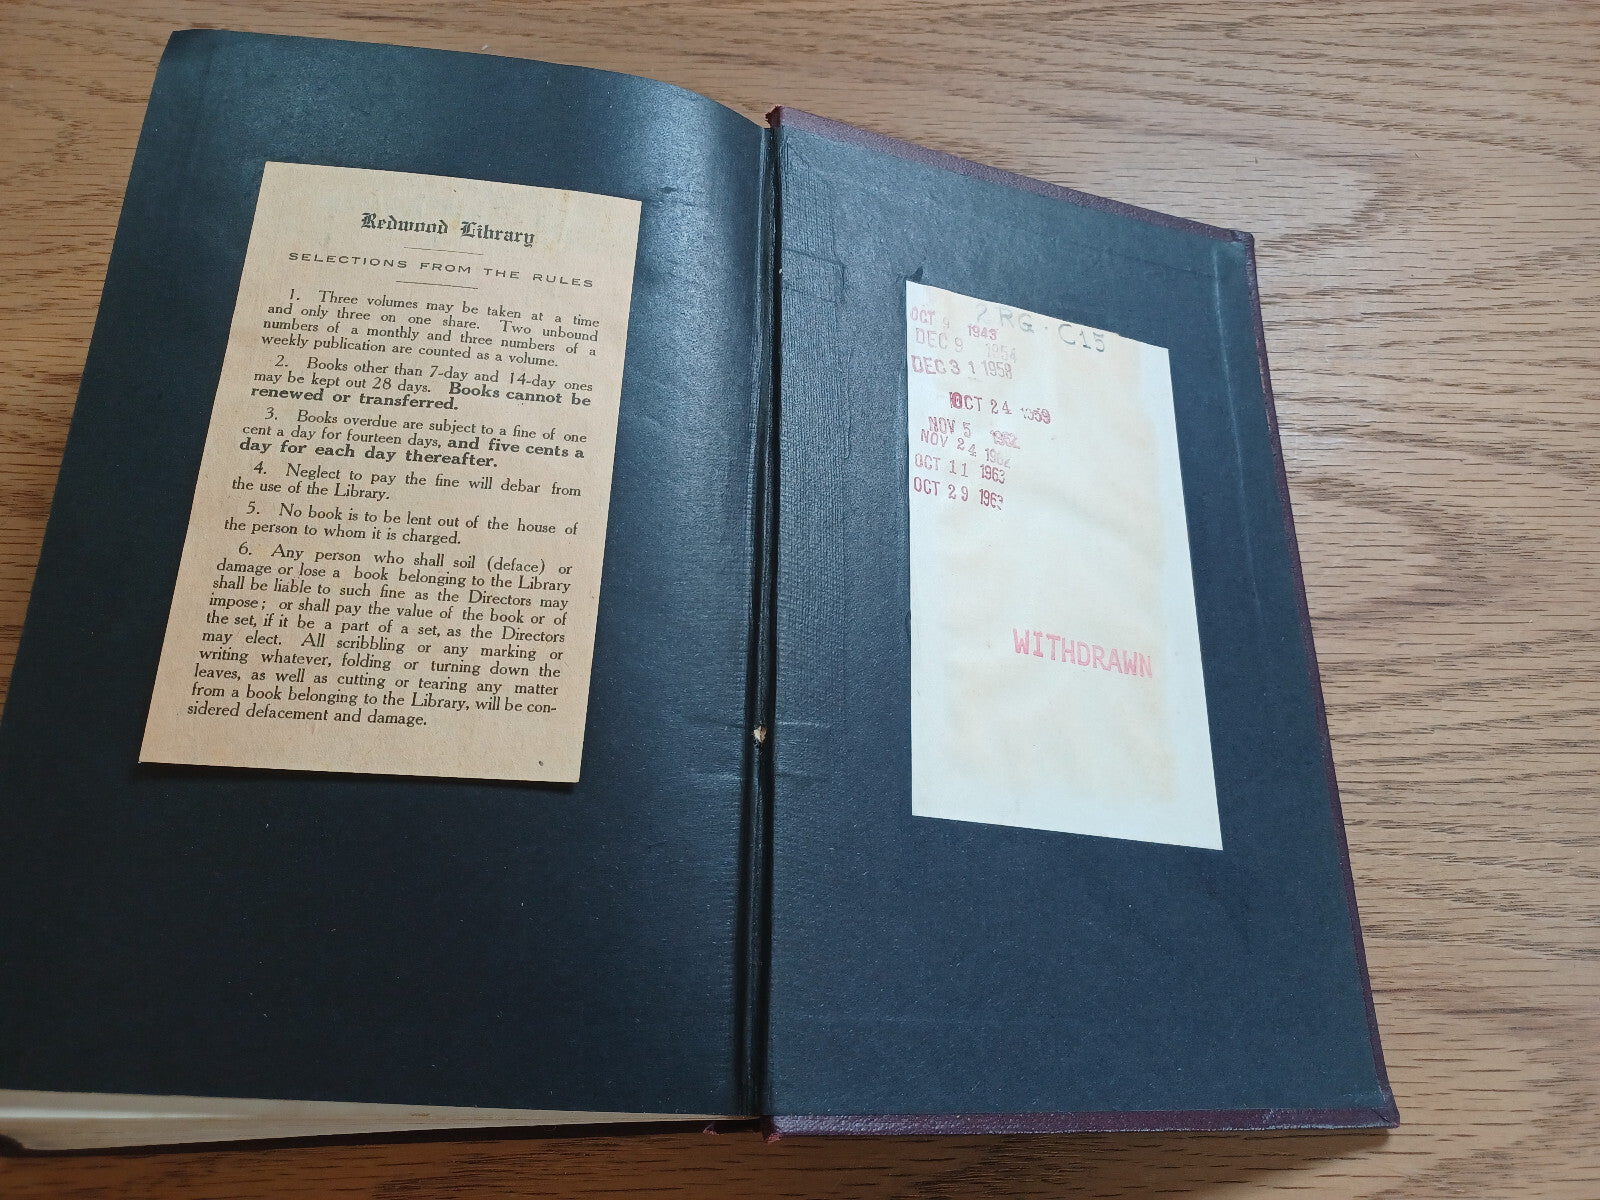 Redwood Library
SELECTIONS FROM THE RULES
1. Three volumes may be taken at a time
and only three on one share. Two unbound
numbers of a monthly and three numbers of a
weekly publication are counted as a volume.
2. Books other than 7-day and 14-day ones
may be kept out 28 days. Books cannot be
renewed or transferred.
3. Books overdue are subject to a fine of one
cent a day for fourteen days, and five cents a
day for each day thereafter.
4. Neglect to pay the fine will debar from
the use of the Library.
5. No book is to be lent out of the house of
the person to whom it is charged.
6. Any person who shall soil (deface) or
damage or lose a book belonging to the Library
shall be liable to such fine as the Directors may
impose; or shall pay the value of the book or of
the set, if it be a part of a set, as the Directors
may elect. All scribbling or any marking or
writing whatever, folding or turning down the
leaves, as well as cutting or tearing any matter
from a book belonging to the Library, will be con-
sidered defacement and damage.
RG · C15
OCT 9 1943
DEC 9 1954
DEC 31 1958
OCT 24 1959
NOV 5 1962
NOV 24 1962
OCT 11 1963
OCT 29 1963
WITHDRAWN